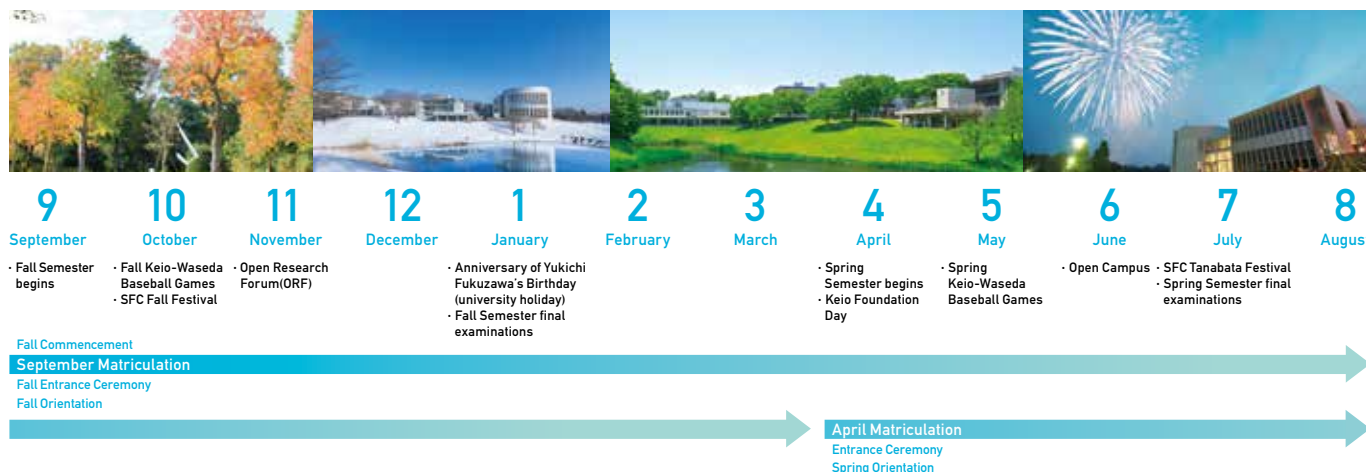 9
September
· Fall Semester
begins
10
October
· Fall Keio-Waseda
Baseball Games
· SFC Fall Festival
11
November
· Open Research
Forum(ORF)
12
December
1
January
· Anniversary of Yukichi
Fukuzawa's Birthday
(university holiday)
· Fall Semester final
examinations
2
February
3
March
4
April
· Spring
Semester begins
· Keio Foundation
Day
5
May
· Spring
Keio-Waseda
Baseball Games
6
June
· Open Campus
7
July
· SFC Tanabata Festival
· Spring Semester final
examinations
8
Augus
Fall Commencement
September Matriculation
Fall Entrance Ceremony
Fall Orientation
April Matriculation
Entrance Ceremony
Spring Orientation